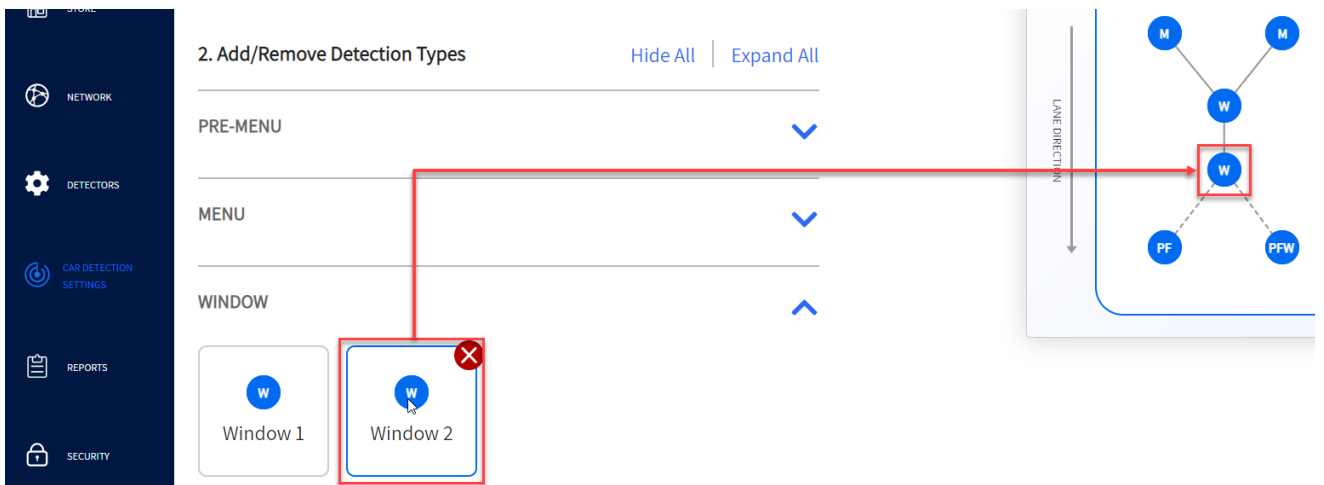 STORE
NETWORK
DETECTORS
CAR DETECTION
SETTINGS
REPORTS
SECURITY
2. Add/Remove Detection Types
Hide All
Expand All
PRE-MENU
MENU
WINDOW
W
Window 1
W
Window 2
LANE DIRECTION
M
M
W
W
PF
PFW